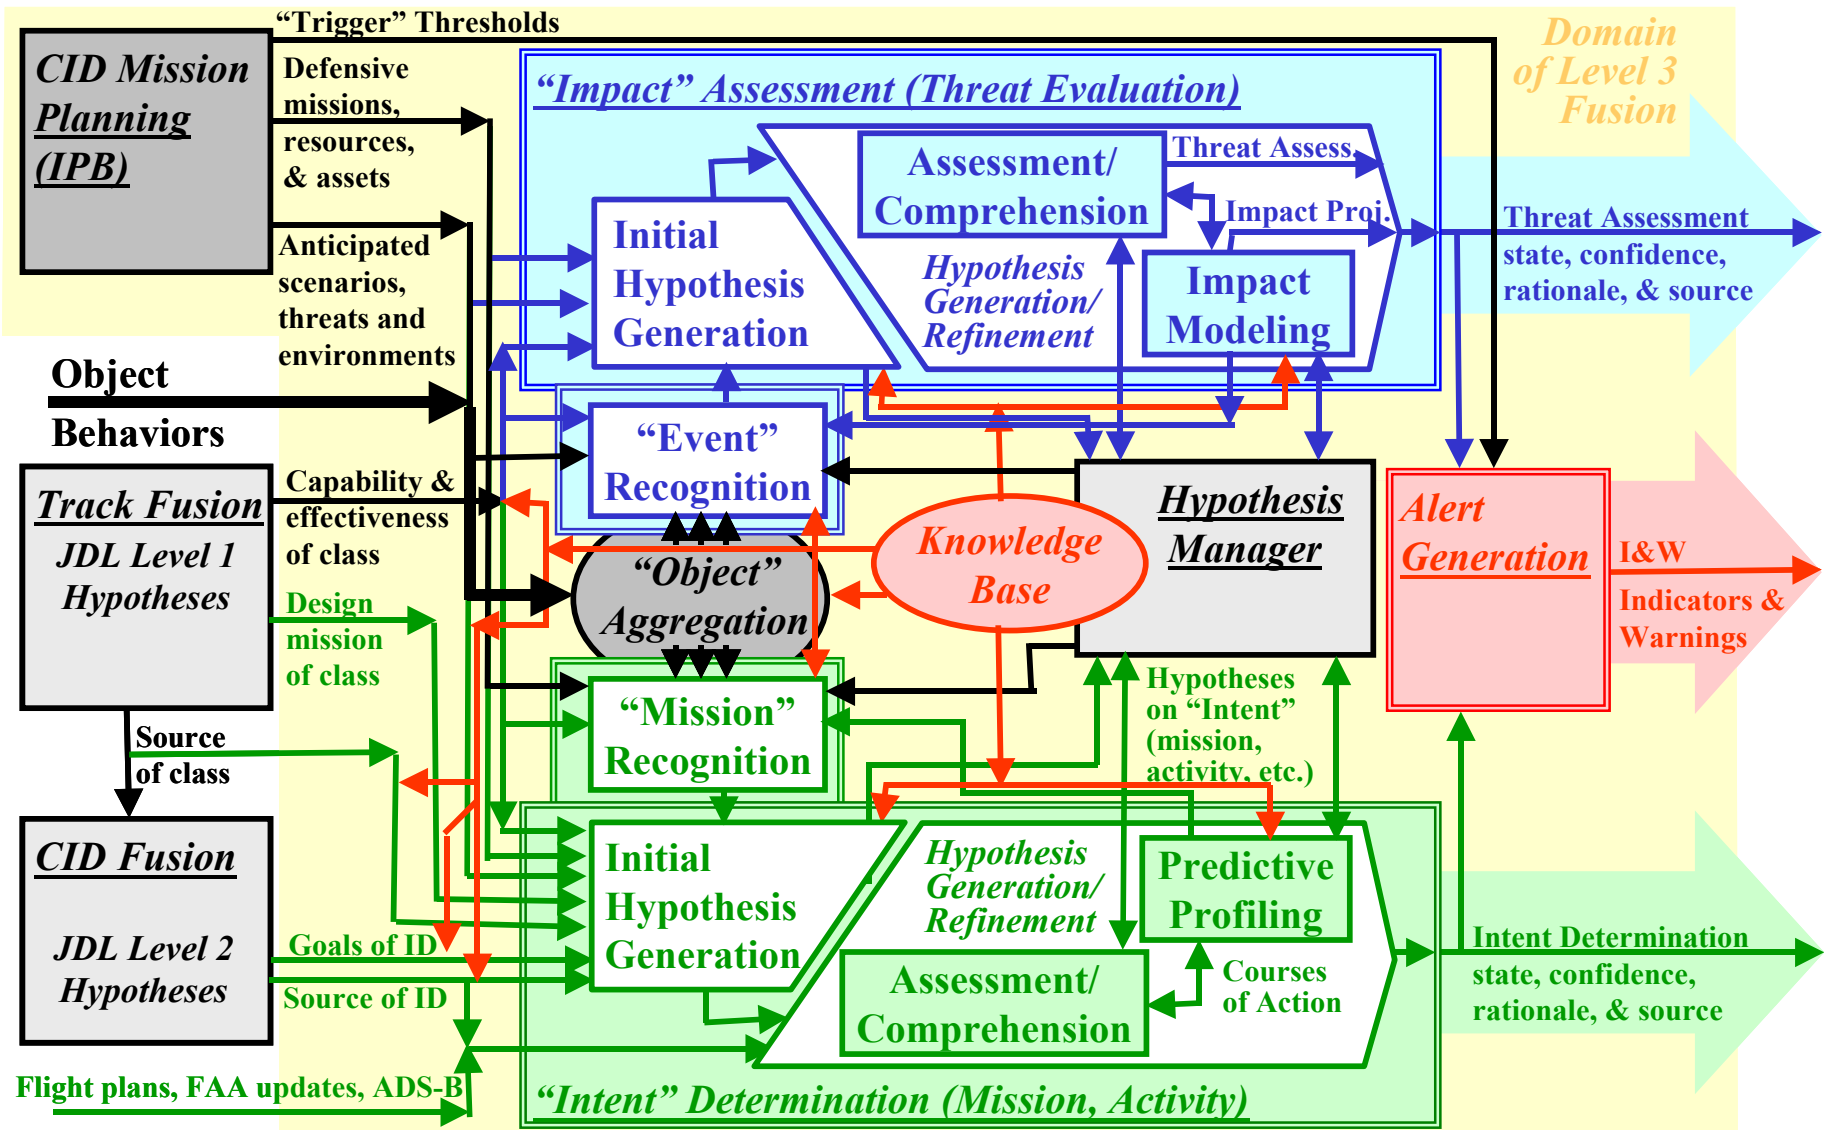 “Trigger” Thresholds
CID Mission
Planning
(IPB)
Defensive
missions,
resources,
& assets
Anticipated
scenarios,
threats and
environments
Domain
of Level 3
Fusion
“Impact” Assessment (Threat Evaluation)
Assessment/
Comprehension
Threat Assess.
Impact Proj.
Initial
Hypothesis
Generation
Hypothesis
Generation/
Refinement
Impact
Modeling
Threat Assessment
state, confidence,
rationale, & source
Object
Behaviors
“Event”
Recognition
Track Fusion
JDL Level 1
Hypotheses
Capability &
effectiveness
of class
Design
mission
of class
Source
of class
“Object”
Aggregation
Knowledge
Base
Hypothesis
Manager
Alert
Generation
I&W
Indicators &
Warnings
“Mission”
Recognition
Hypotheses
on “Intent”
(mission,
activity, etc.)
CID Fusion
JDL Level 2
Hypotheses
Goals of ID
Source of ID
Initial
Hypothesis
Generation
Hypothesis
Generation/
Refinement
Predictive
Profiling
Assessment/
Comprehension
Courses
of Action
Intent Determination
state, confidence,
rationale, & source
Flight plans, FAA updates, ADS-B
“Intent” Determination (Mission, Activity)